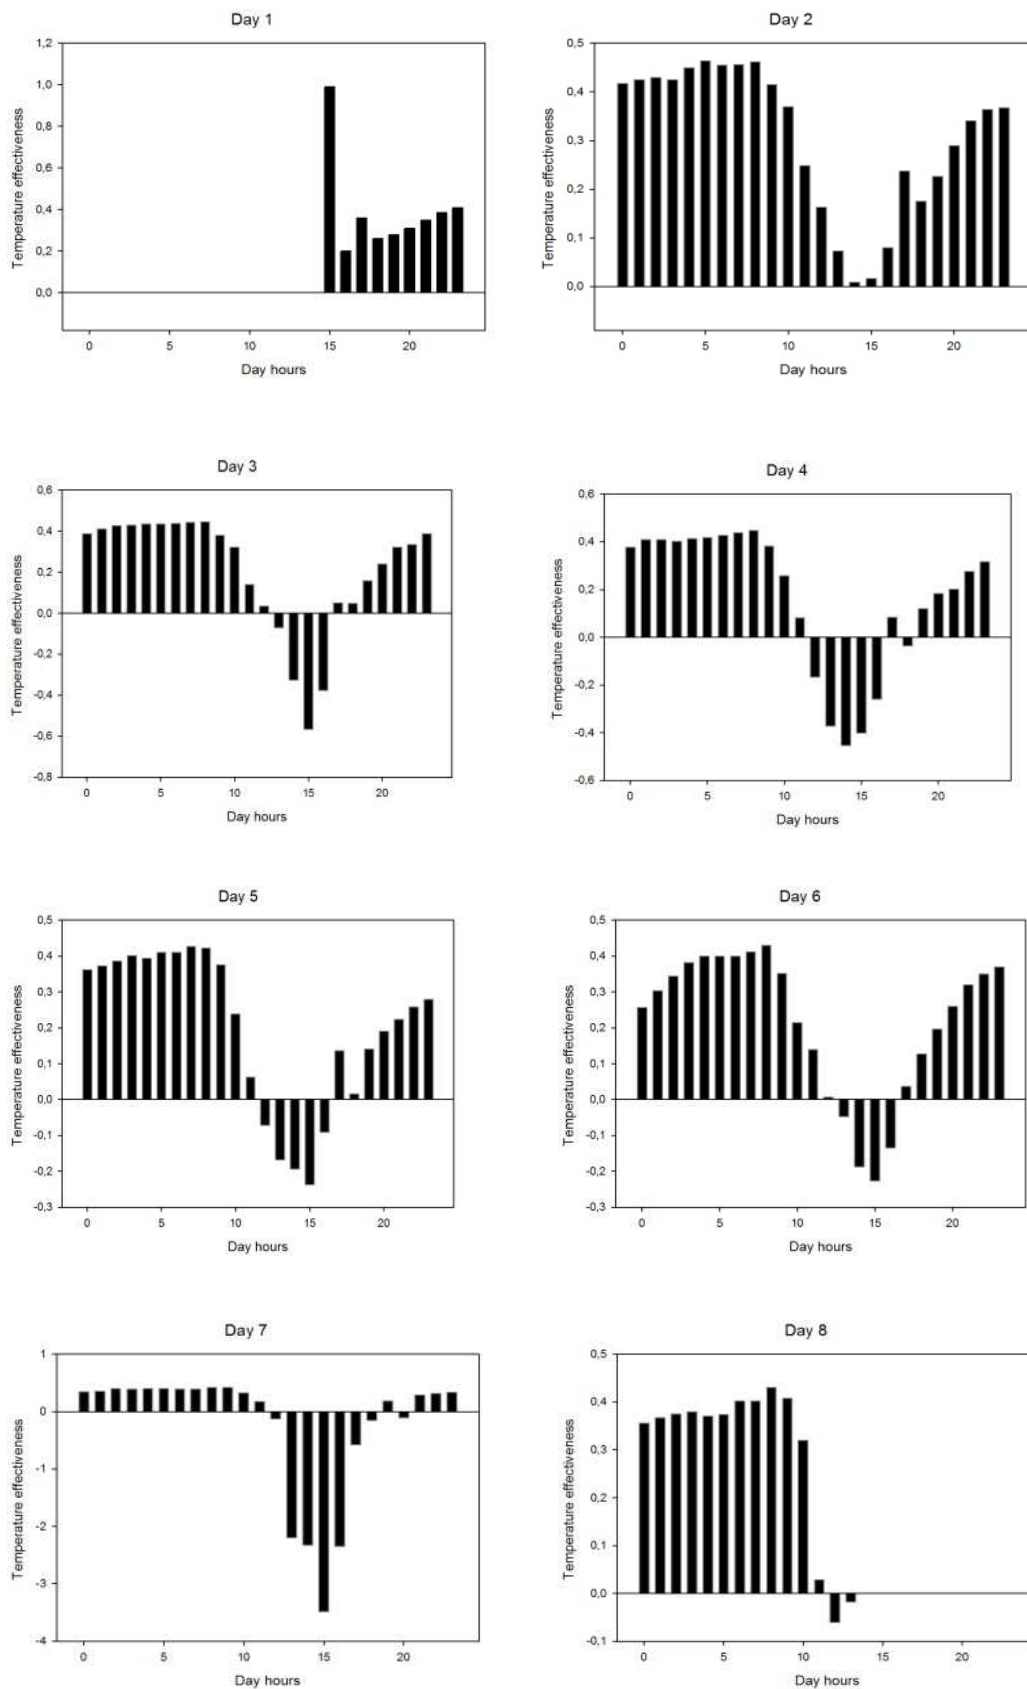 Day 1
1,2
1,0
0,8
0,6
0,4
0,2
0,0
Temperature effectiveness
0 5 10 15 20
Day hours
Day 2
0,5
0,4
0,3
0,2
0,1
0,0
Temperature effectiveness
0 5 10 15 20
Day hours
Day 3
0,6
0,4
0,2
0,0
-0,2
-0,4
-0,6
-0,8
Temperature effectiveness
0 5 10 15 20
Day hours
Day 4
0,6
0,4
0,2
0,0
-0,2
-0,4
-0,6
Temperature effectiveness
0 5 10 15 20
Day hours
Day 5
0,5
0,4
0,3
0,2
0,1
0,0
-0,1
-0,2
-0,3
Temperature effectiveness
0 5 10 15 20
Day hours
Day 6
0,5
0,4
0,3
0,2
0,1
0,0
-0,1
-0,2
-0,3
Temperature effectiveness
0 5 10 15 20
Day hours
Day 7
1
0
-1
-2
-3
-4
Temperature effectiveness
0 5 10 15 20
Day hours
Day 8
0,5
0,4
0,3
0,2
0,1
0,0
-0,1
Temperature effectiveness
0 5 10 15 20
Day hours